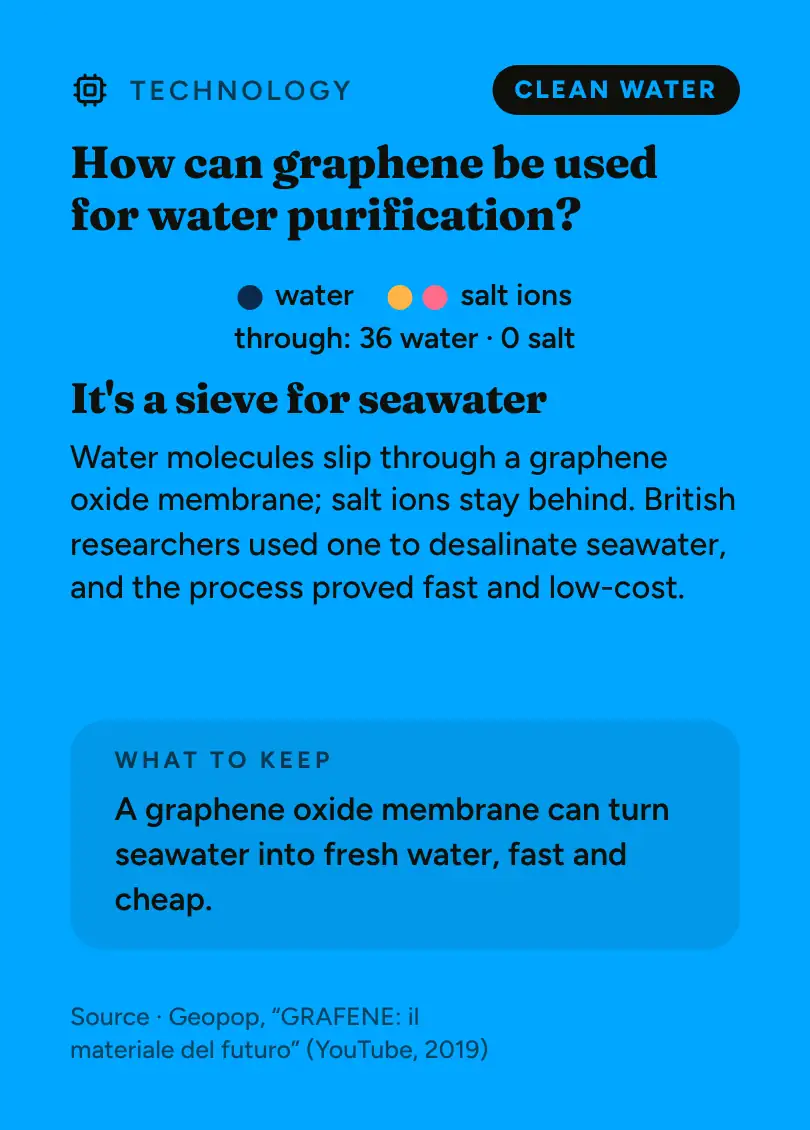 TECHNOLOGY
CLEAN WATER
How can graphene be used
for water purification?
water salt ions
through: 36 water · 0 salt
It's a sieve for seawater
Water molecules slip through a graphene
oxide membrane; salt ions stay behind. British
researchers used one to desalinate seawater,
and the process proved fast and low-cost.
WHAT TO KEEP
A graphene oxide membrane can turn
seawater into fresh water, fast and
cheap.
Source · Geopop, “GRAFENE: il
materiale del futuro” (YouTube, 2019)